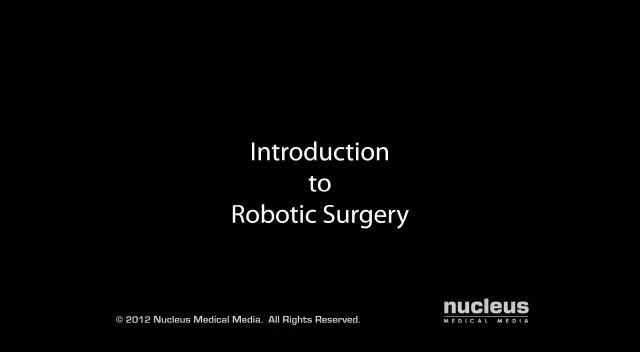 Introduction
to
Robotic Surgery
© 2012 Nucleus Medical Media. All Rights Reserved.
nucleus
MEDICAL MEDIA